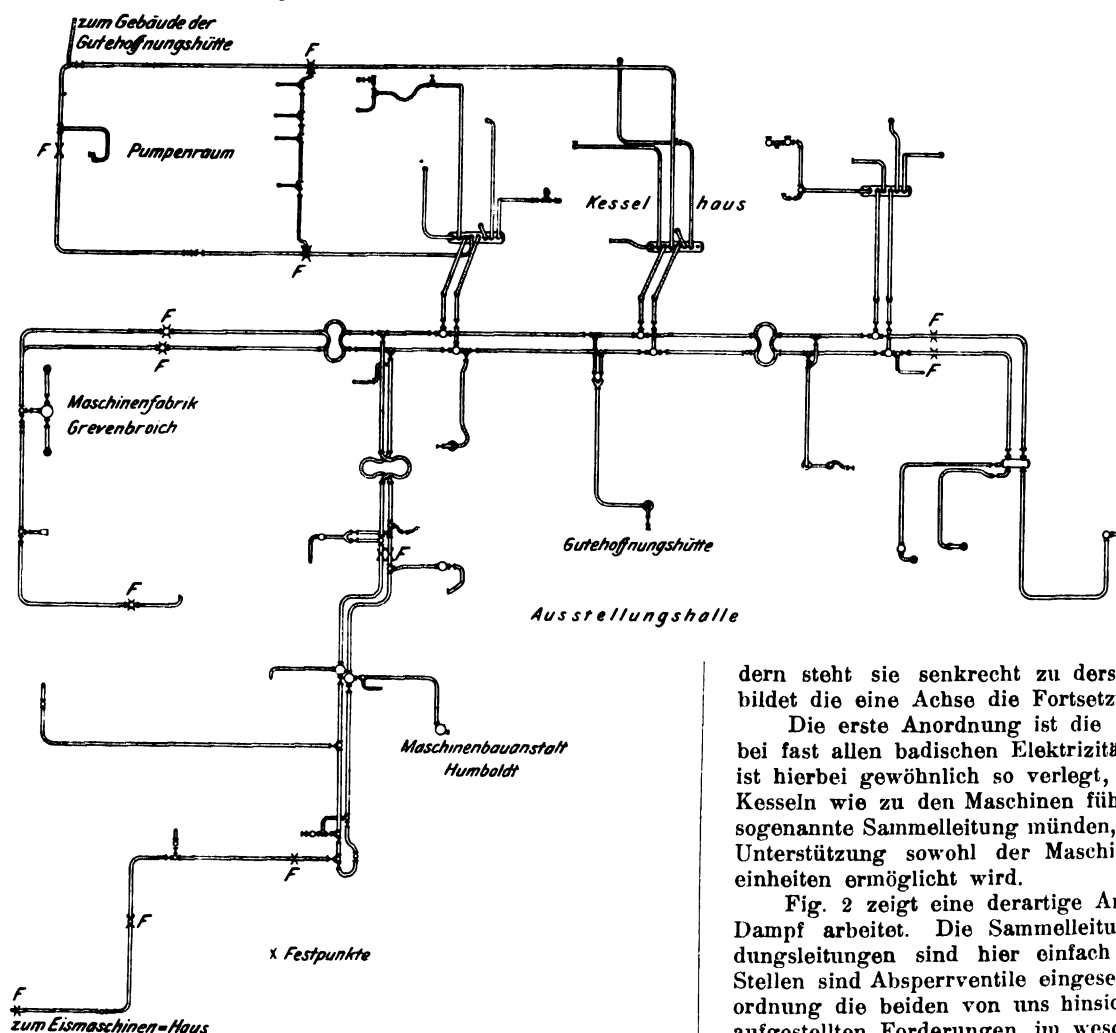 zum Gebäude der
Gutehoffnungshütte
F
F
Pumpenraum
F
Kessel haus
F
F
F
F
F
Maschinenfabrik
Grevenbroich
F
Gutehoffnungshütte
F
Ausstellungshalle
Maschinenbauanstalt
Humboldt
F
F
x Festpunkte
F
zum Eismaschinen=Haus
dern steht sie senkrecht zu ders
bildet die eine Achse die Fortsetz
Die erste Anordnung ist die
bei fast allen badischen Elektrizitä
ist hierbei gewöhnlich so verlegt,
Kesseln wie zu den Maschinen füh
sogenannte Sammelleitung münden,
Unterstützung sowohl der Maschi
einheiten ermöglicht wird.
Fig. 2 zeigt eine derartige
Dampf arbeitet. Die Sammelleitu
dungsleitungen sind hier einfach
Stellen sind Absperrventile eingese
ordnung die beiden von uns hinsic
aufgestellten Forderungen im